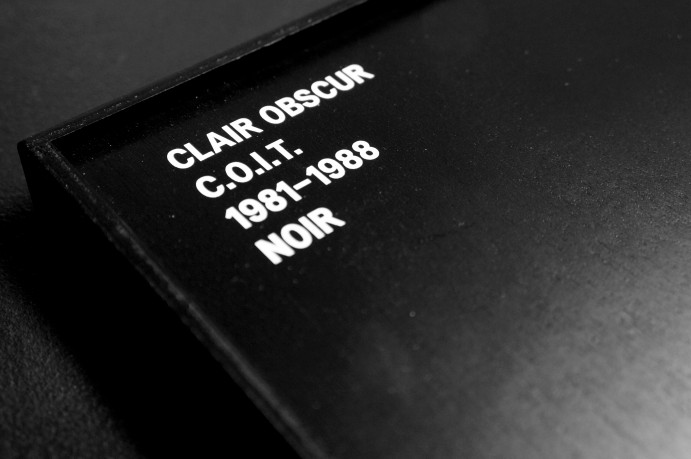 CLAIR OBSCUR
C.O.I.T.
1981–1988
NOIR